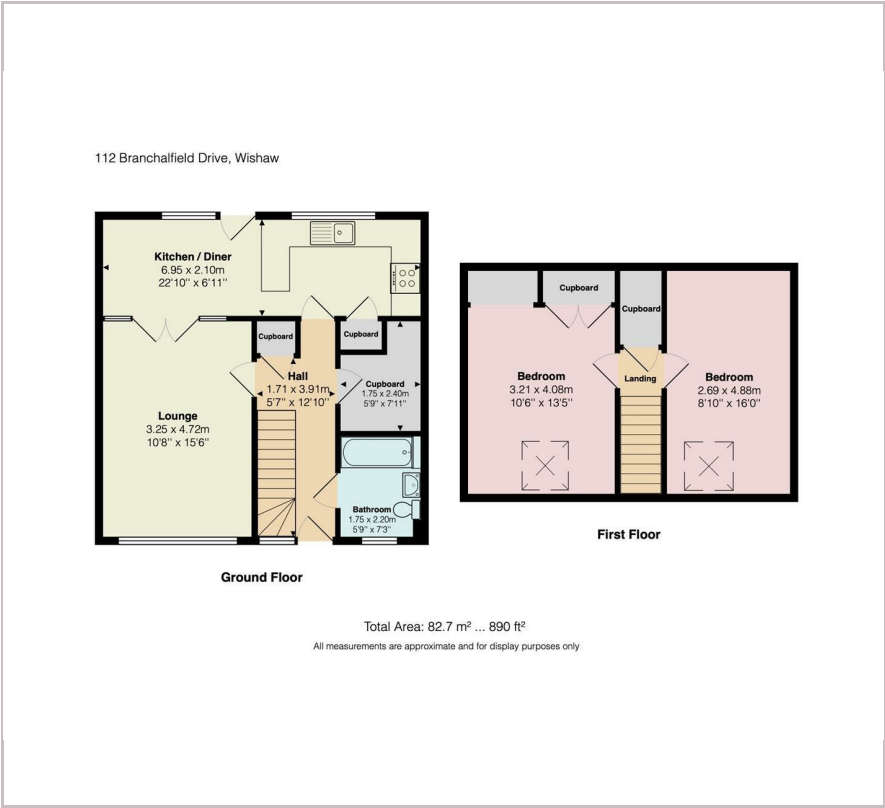 112 Branchalfield Drive, Wishaw
Kitchen / Diner
6.95 x 2.10m
22'10" x 6'11"
Cupboard
Cupboard
Hall
1.71 x 3.91m
5'7" x 12'10"
Cupboard
1.75 x 2.40m
5'9" x 7'11"
Lounge
3.25 x 4.72m
10'8" x 15'6"
Bathroom
1.75 x 2.20m
5'9" x 7'3"
Ground Floor
Cupboard
Cupboard
Bedroom
3.21 x 4.08m
10'6" x 13'5"
Landing
Bedroom
2.69 x 4.88m
8'10" x 16'0"
First Floor
Total Area: 82.7 m² ... 890 ft²
All measurements are approximate and for display purposes only